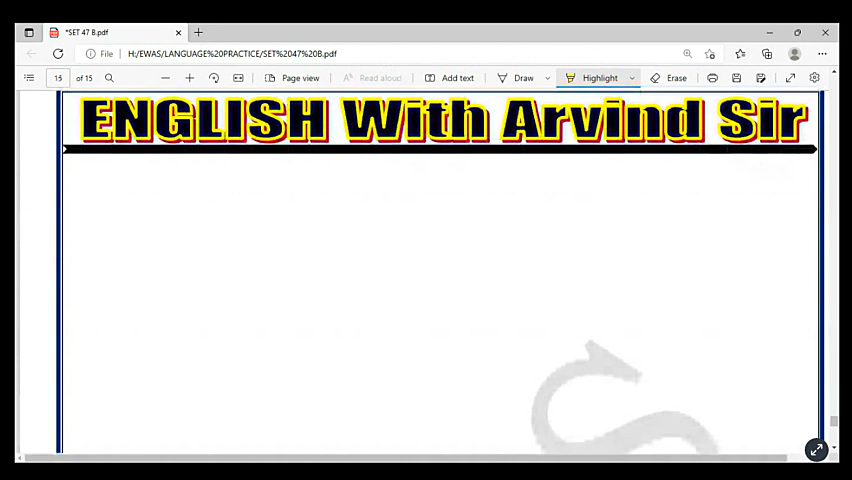 *SET 47 B.pdf
File H:/EWAS/LANGUAGE%20PRACTICE/SET%2047%20B.pdf
15 of 15 Page view Read aloud Add text Draw Highlight Erase
ENGLISH With Arvind Sir